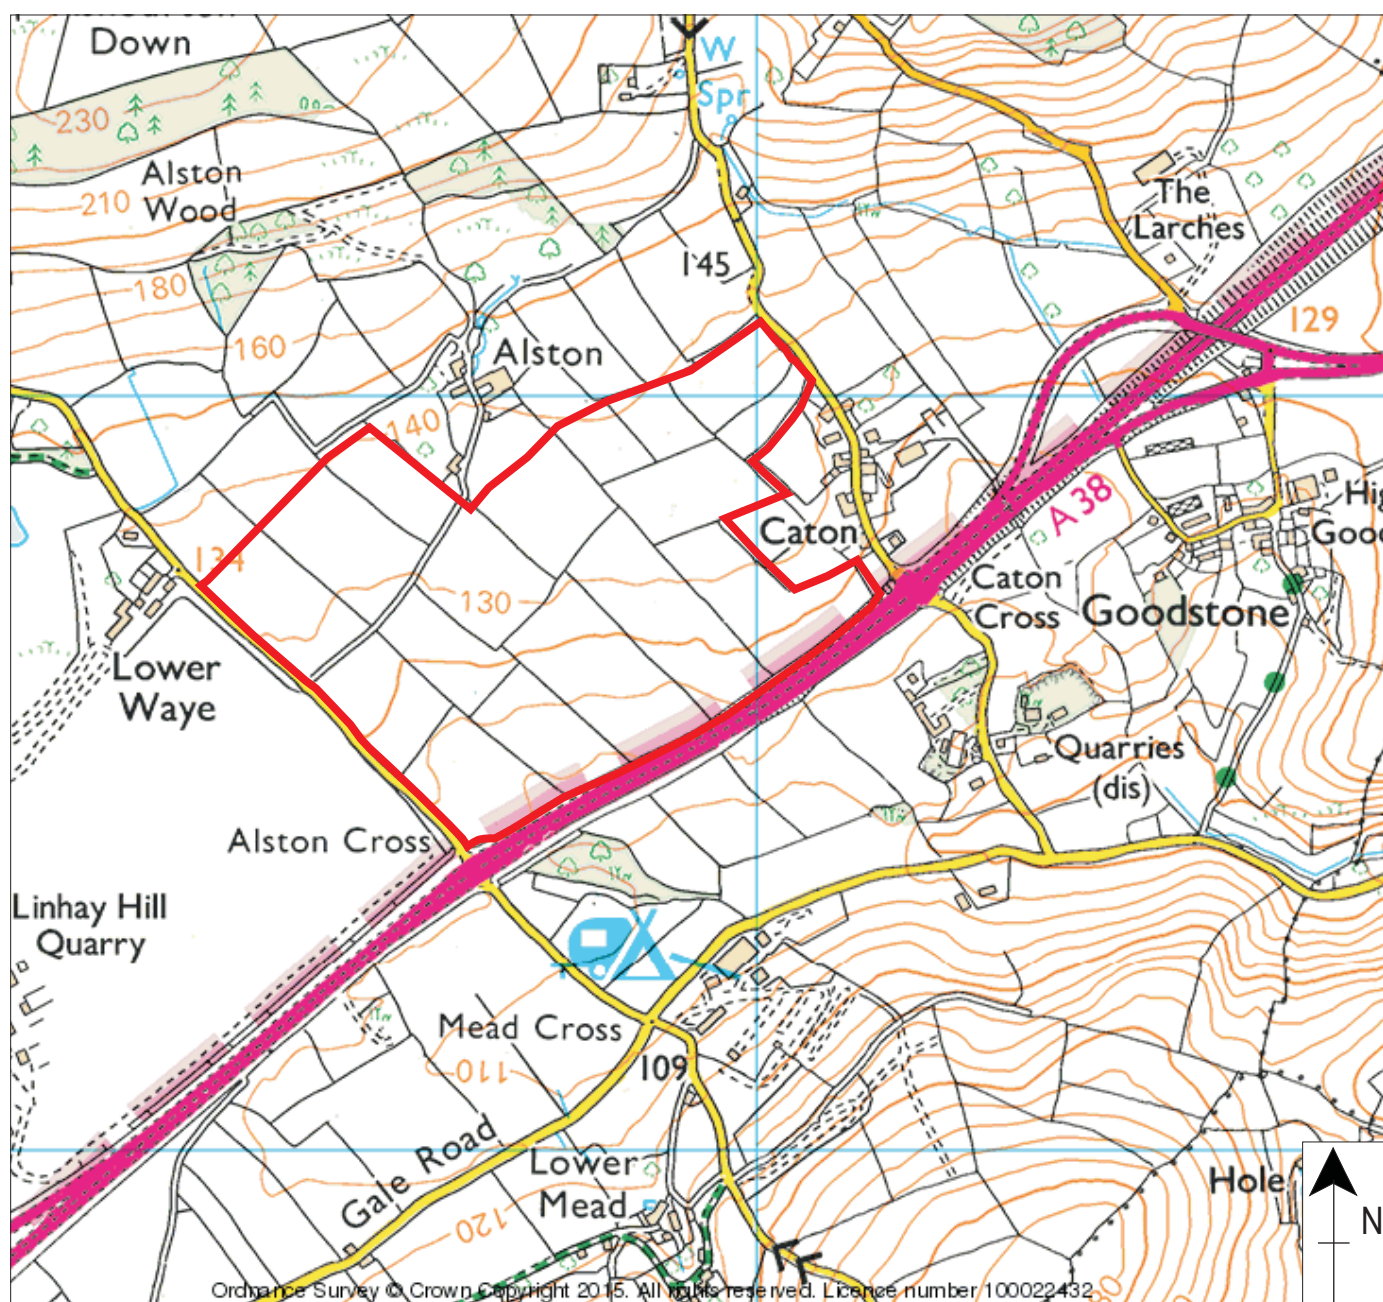 Down
W
Spr
230
Alston
Wood
210
The
Larches
145
180
129
160
Alston
140
A 38
Caton
134
Caton
Cross
130
Goodstone
Lower
Waye
Quarries
(dis)
Alston Cross
Linhay Hill
Quarry
Mead Cross
109
110
Gale Road
Lower
Mead
Hole
120
N
Ordnance Survey © Crown Copyright 2015. All rights reserved. Licence number 100022432